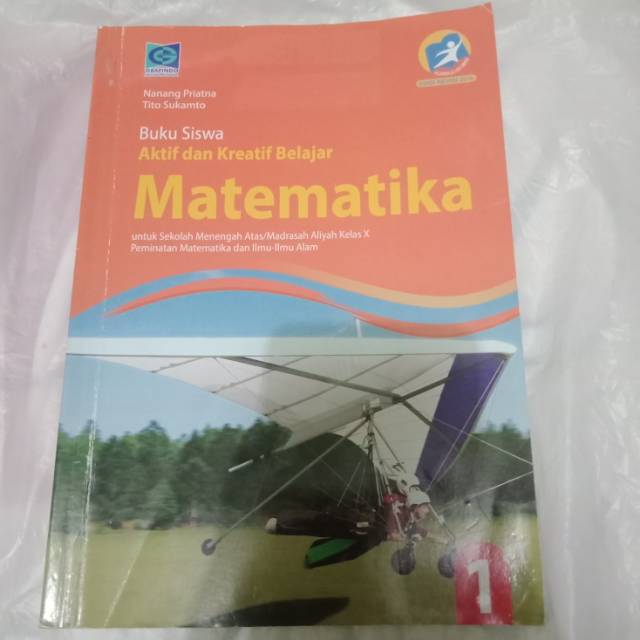 GRAFINDO
Nanang Priatna
Tito Sukamto
Buku Siswa
Aktif dan Kreatif Belajar
Matematika
untuk Sekolah Menengah Atas/Madrasah Aliyah Kelas X
Peminatan Matematika dan Ilmu-Ilmu Alam
1